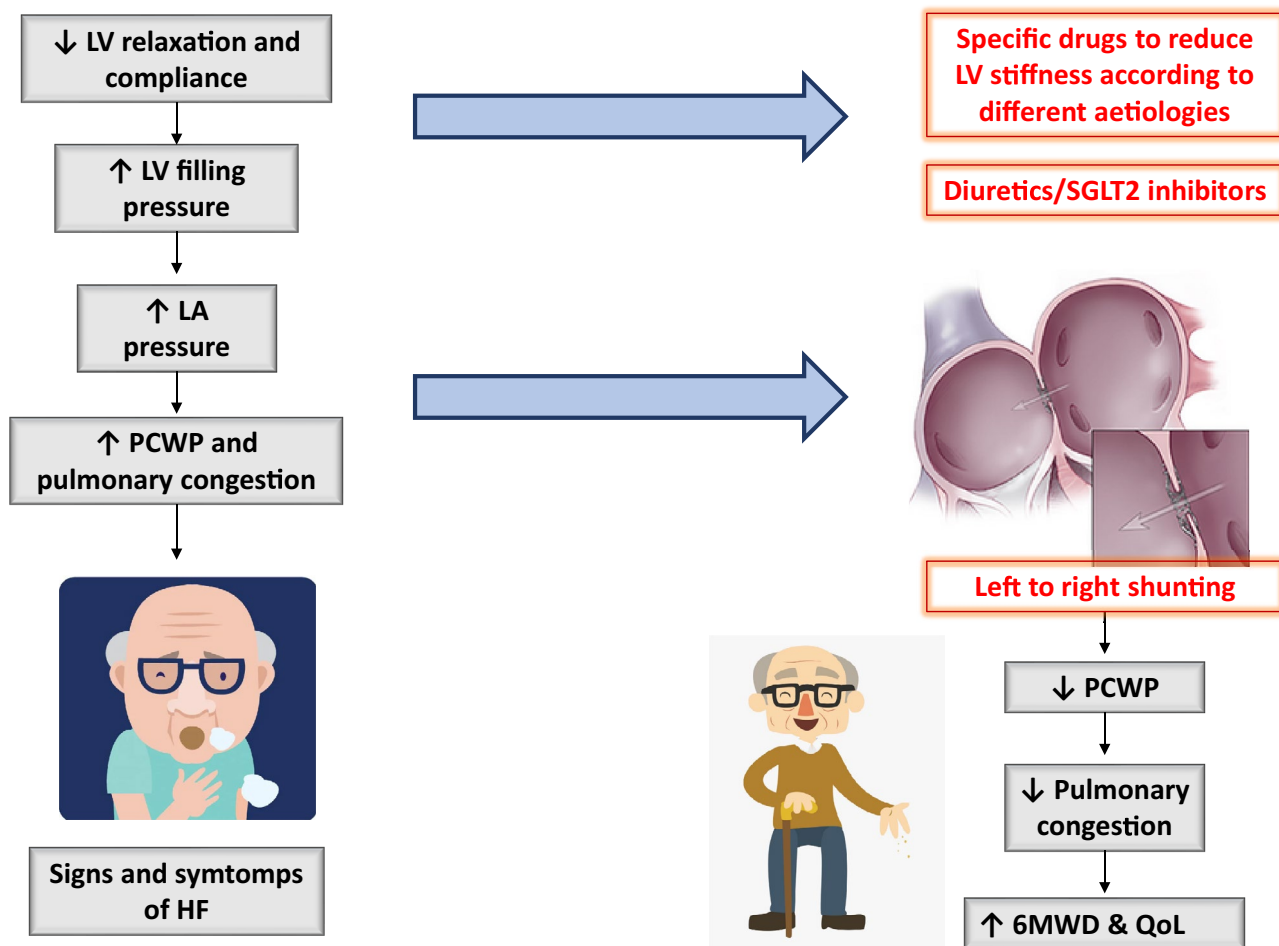 ↓ LV relaxation and
compliance
↑ LV filling
pressure
↑ LA
pressure
↑ PCWP and
pulmonary congestion
Signs and symtomps
of HF
Specific drugs to reduce
LV stiffness according to
different aetiologies
Diuretics/SGLT2 inhibitors
Left to right shunting
↓ PCWP
↓ Pulmonary
congestion
↑ 6MWD & QoL